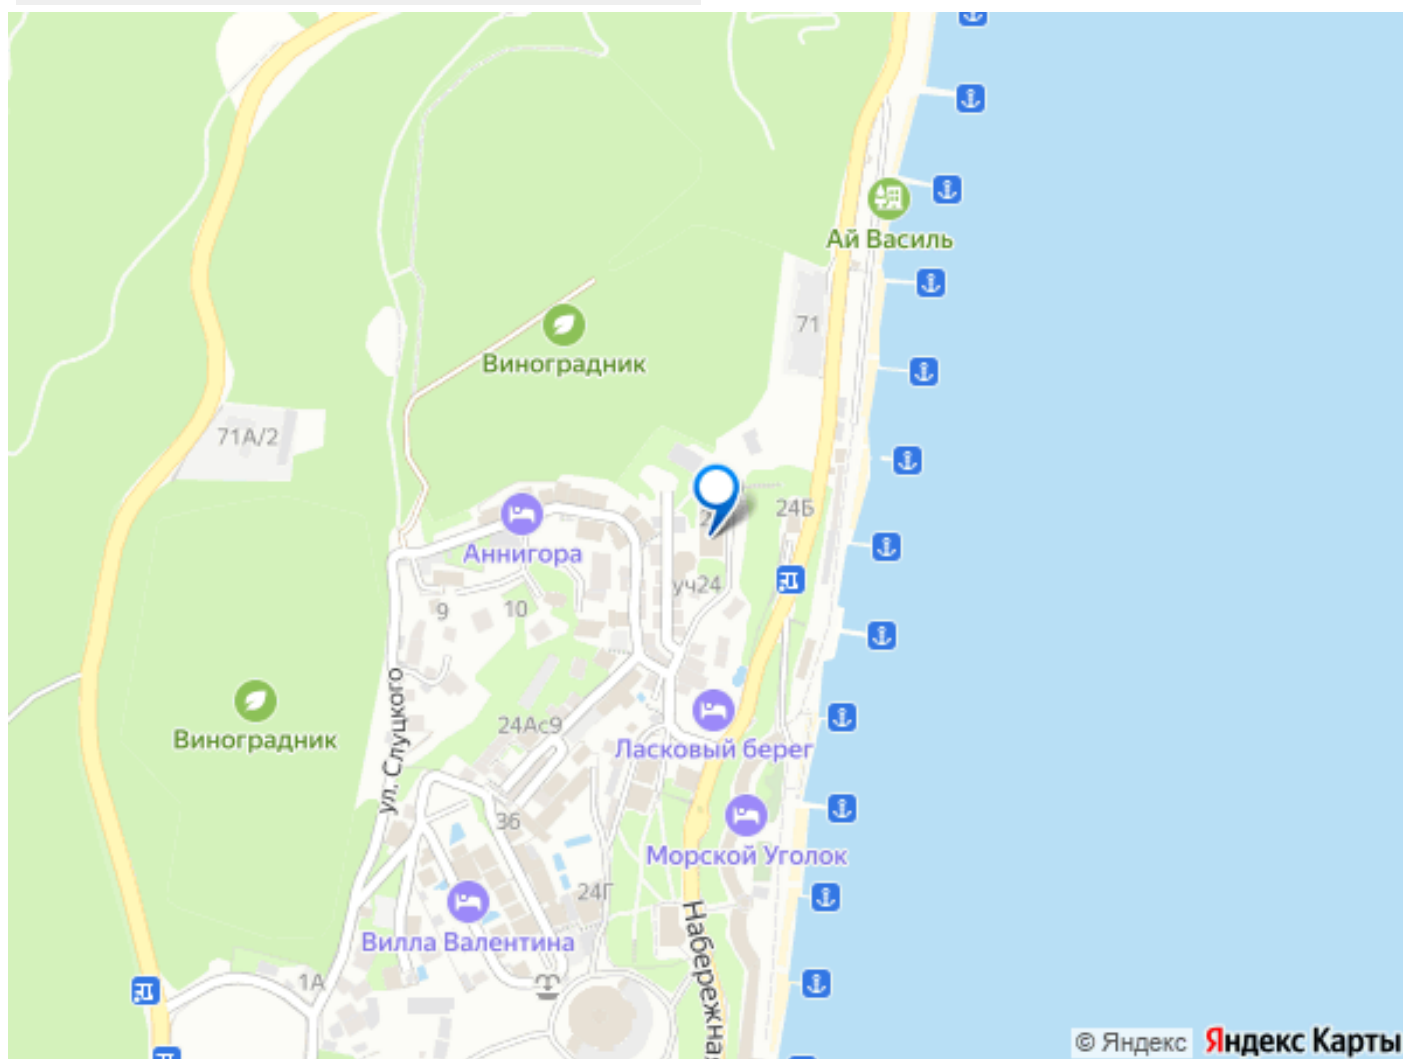 Ай Василь
71
Виноградник
71А/2
24Б
Аннигора
уч24
9
10
ул. Слуцкого
24Ас9
Виноградник
Ласковый берег
36
Морской Уголок
24Г
Вилла Валентина
Набережна
1А
© Яндекс
Яндекс Карты